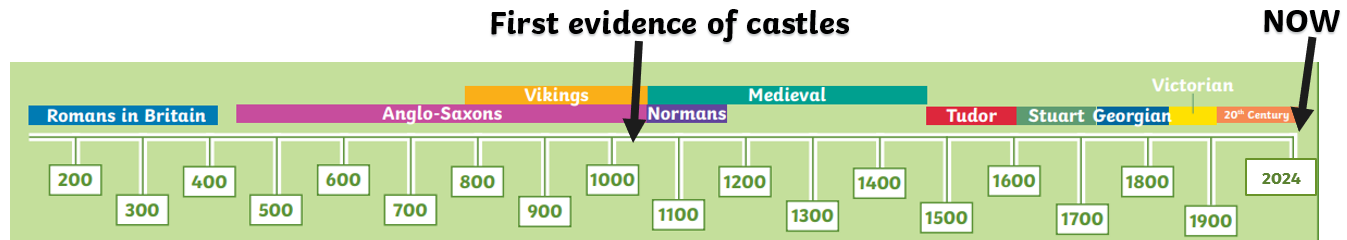 First evidence of castles
NOW
Victorian
Vikings
Medieval
Romans in Britain
Anglo-Saxons
Normans
Tudor
Stuart
Georgian
20th Century
200
400
600
800
1000
1200
1400
1600
1800
2024
300
500
700
900
1100
1300
1500
1700
1900